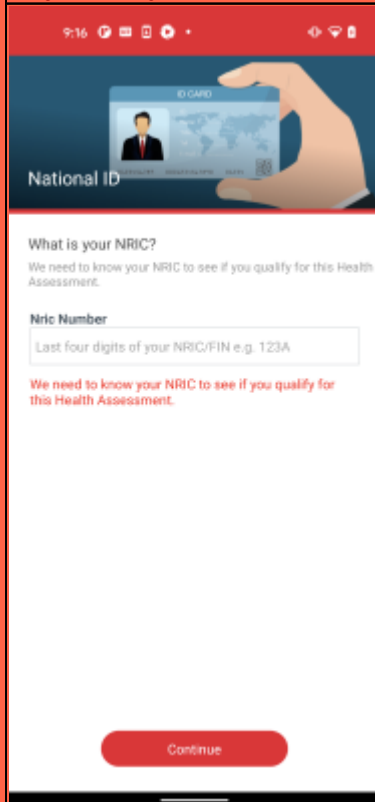 9:16
ID CARD
National ID
What is your NRIC?
We need to know your NRIC to see if you qualify for this Health
Assessment.
Nric Number
Last four digits of your NRIC/FIN e.g. 123A
We need to know your NRIC to see if you qualify for
this Health Assessment.
Continue